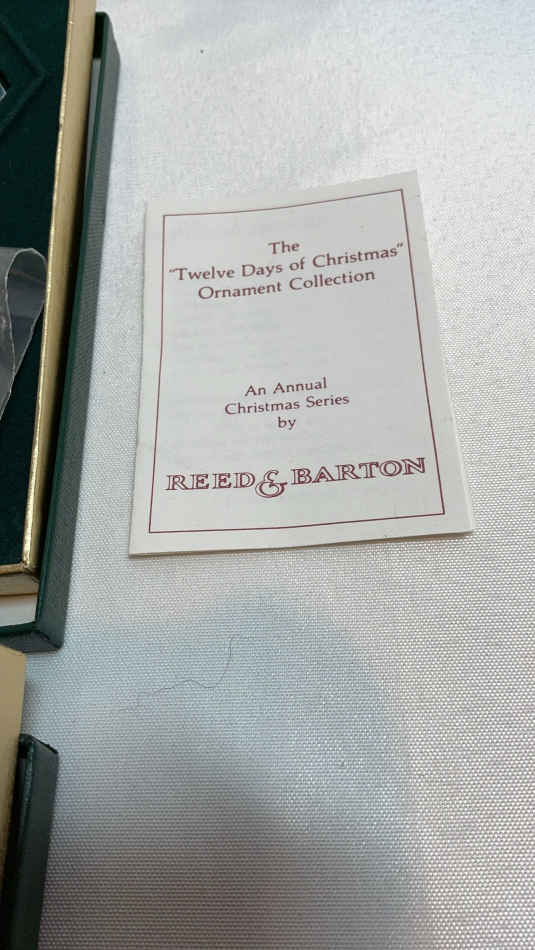 The
"Twelve Days of Christmas"
Ornament Collection
An Annual
Christmas Series
by
REED & BARTON